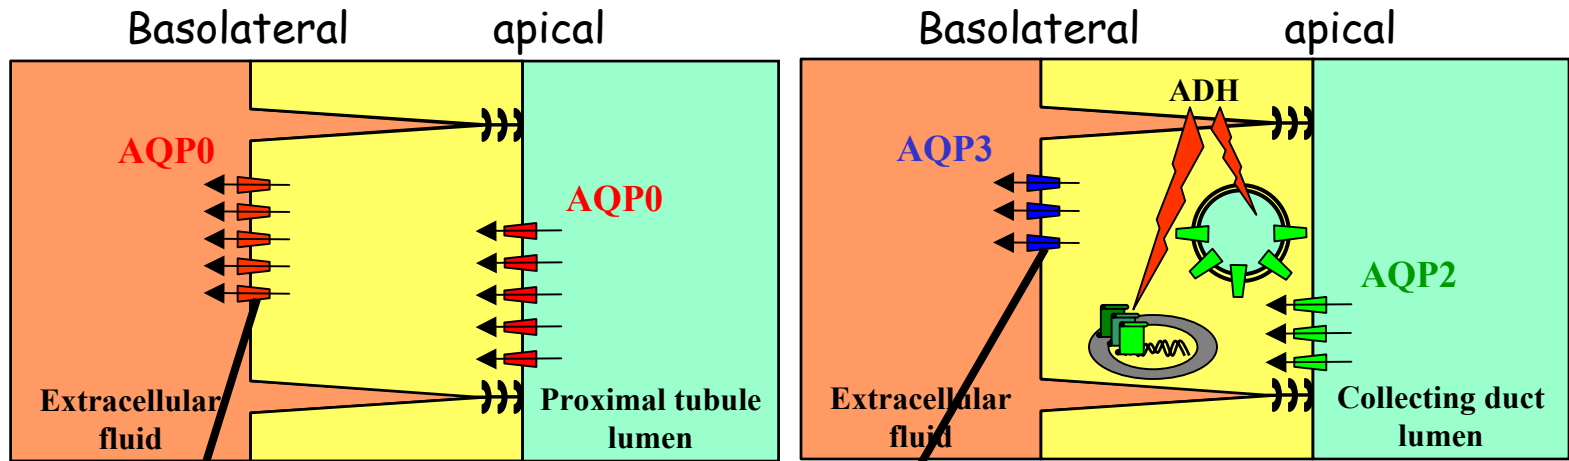 Basolateral apical
AQP0
AQP0
Extracellular
fluid
Proximal tubule
lumen
Basolateral apical
ADH
AQP3
AQP2
Extracellular
fluid
Collecting duct
lumen